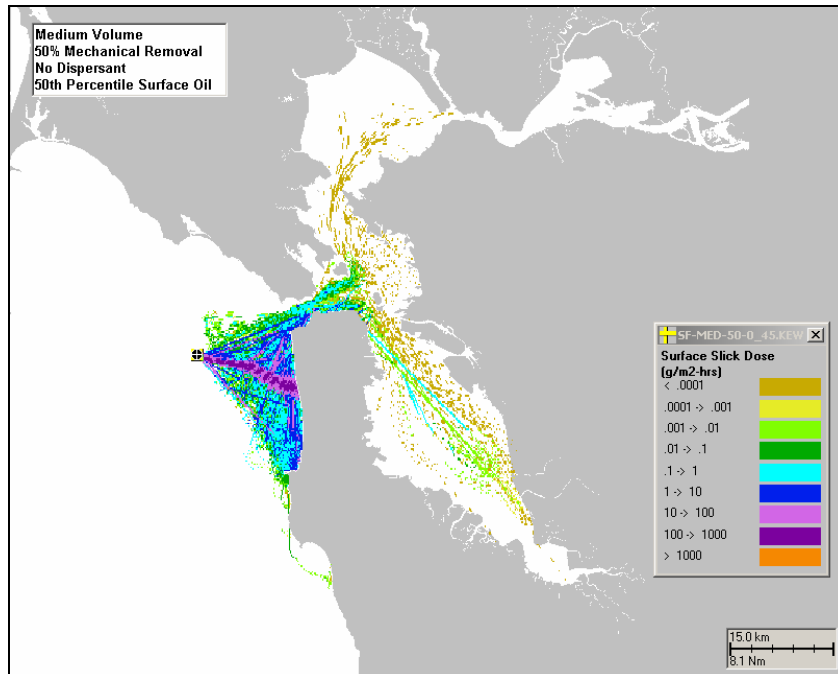 Medium Volume
50% Mechanical Removal
No Dispersant
50th Percentile Surface Oil
SF-MED-50-0_45.KEW
Surface Slick Dose
(g/m2-hrs)
< .0001
.0001 -> .001
.001 -> .01
.01 -> .1
.1 -> 1
1 -> 10
10 -> 100
100 -> 1000
> 1000
15.0 km
8.1 Nm